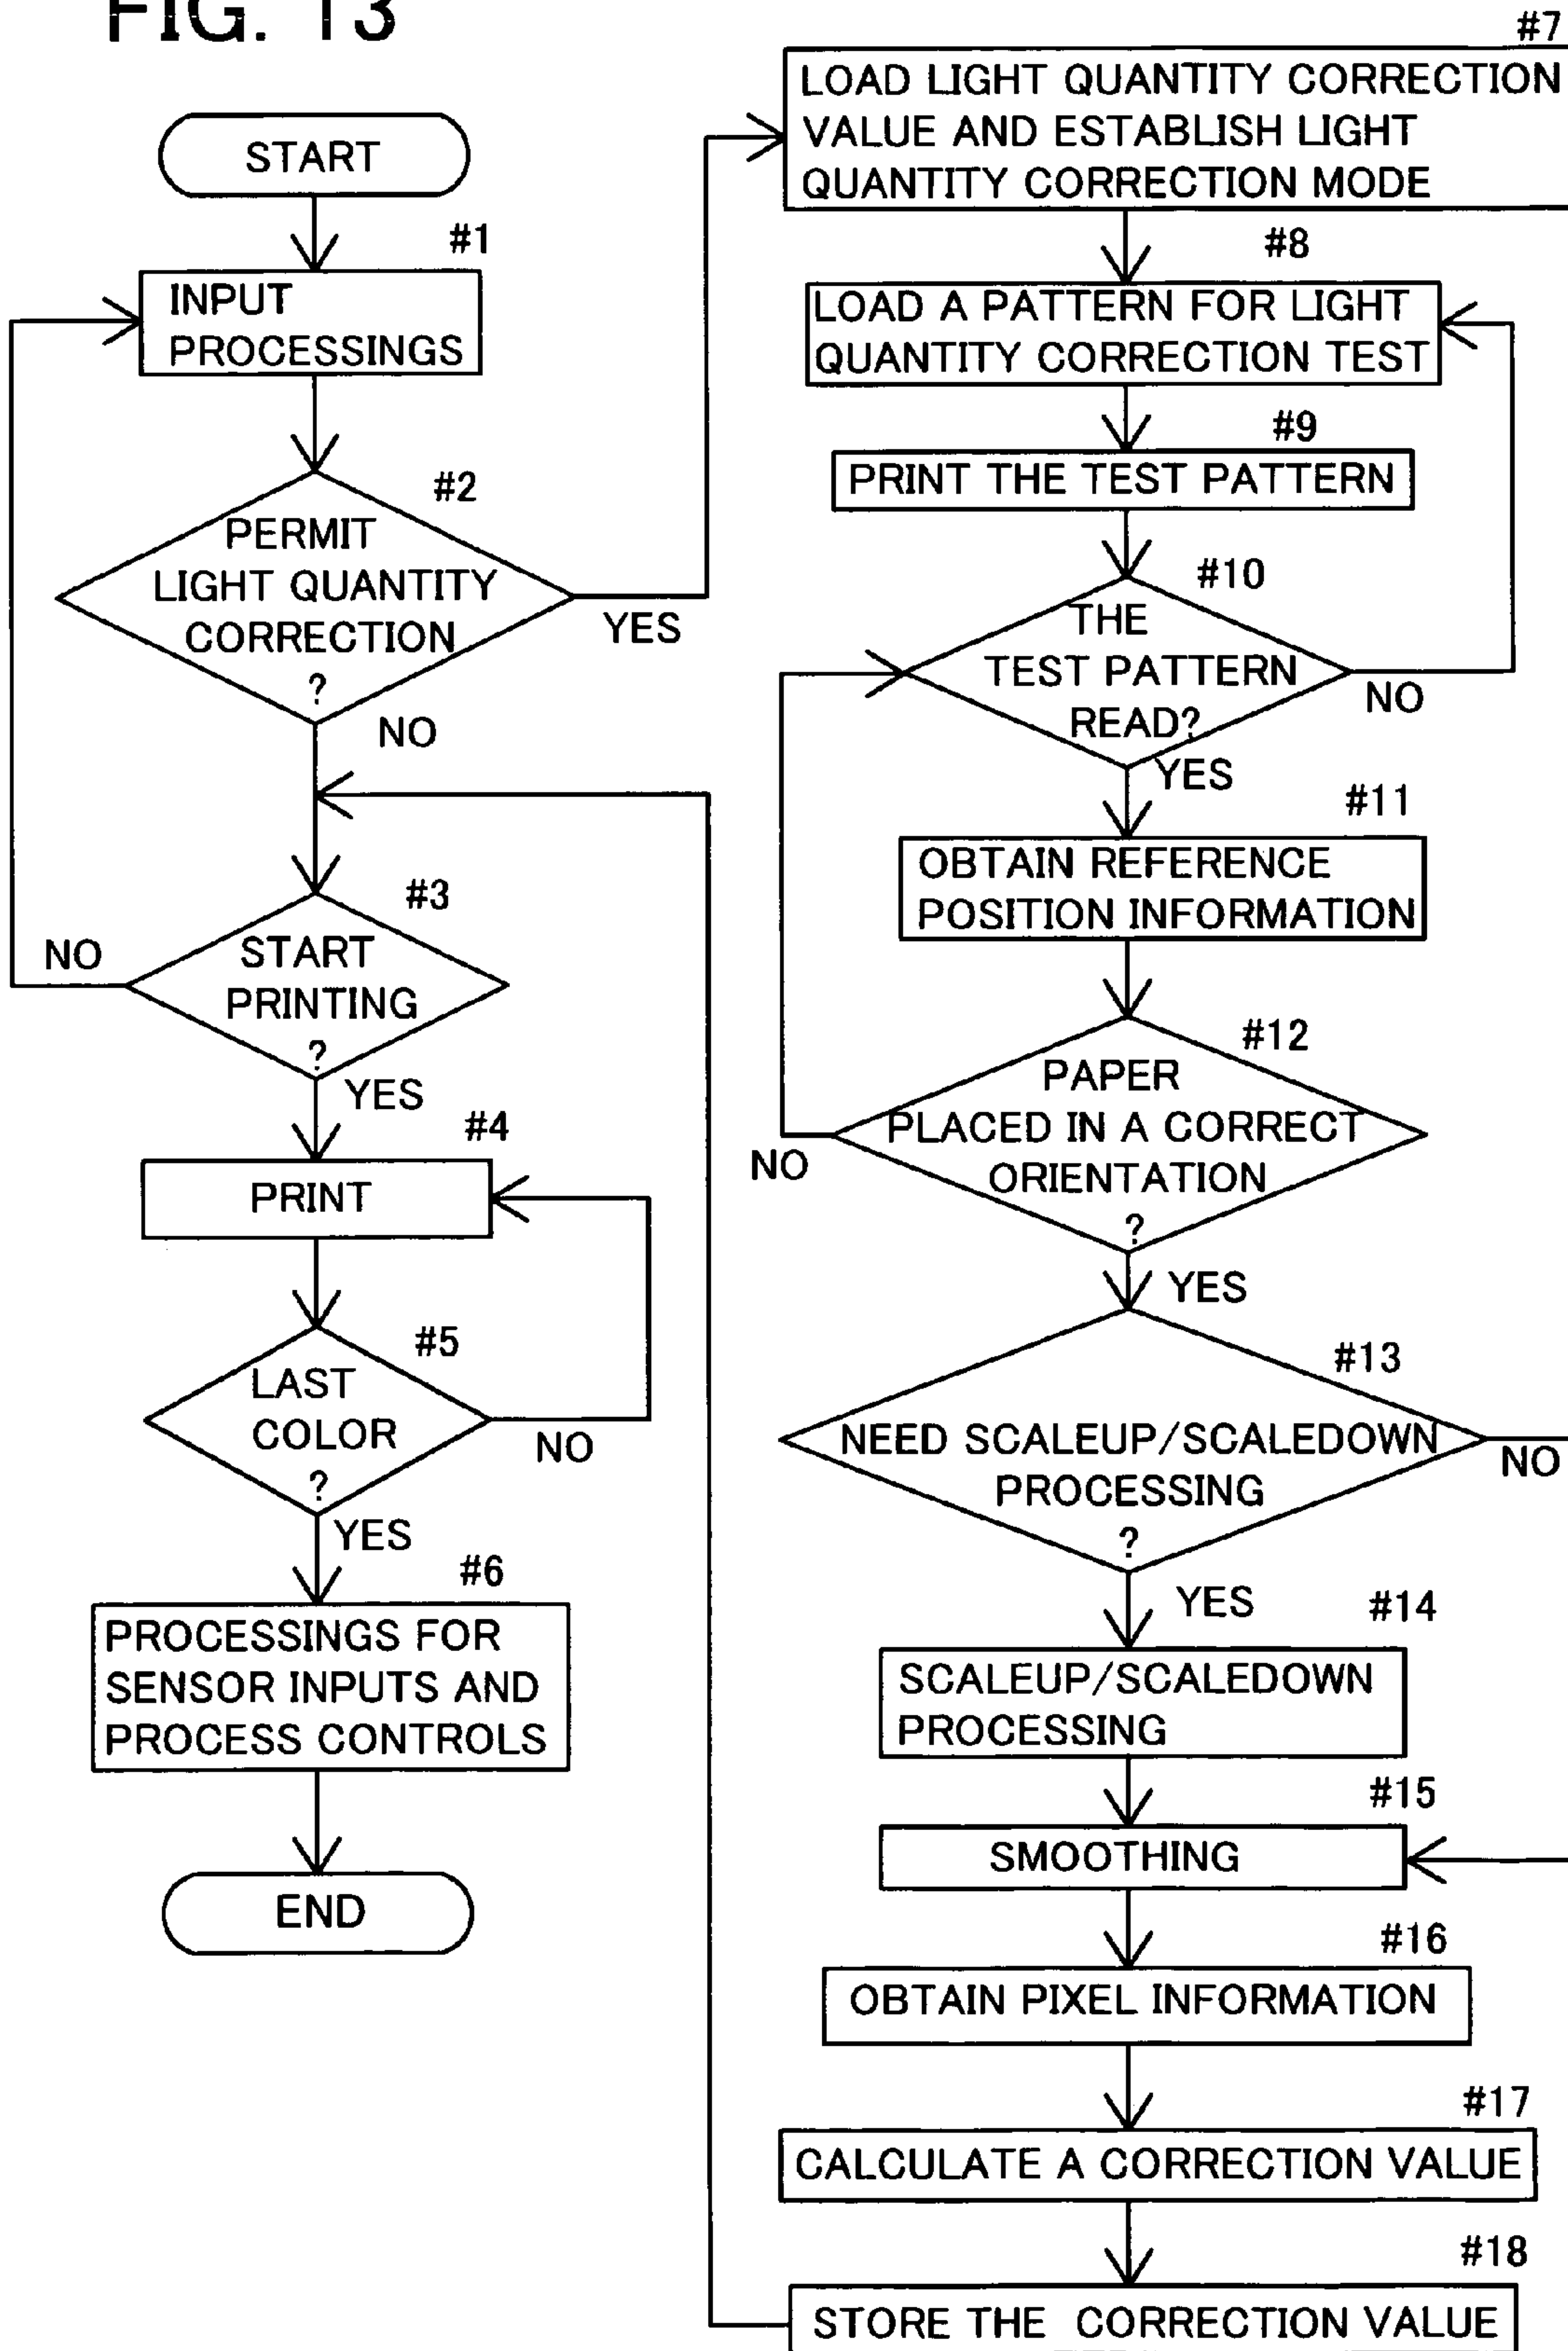 FIG. 13
START
#1
INPUT
PROCESSINGS
#2
PERMIT
LIGHT QUANTITY
CORRECTION
?
YES
NO
#3
START
PRINTING
?
NO
YES
#4
PRINT
#5
LAST
COLOR
?
NO
YES
#6
PROCESSINGS FOR
SENSOR INPUTS AND
PROCESS CONTROLS
END
#7
LOAD LIGHT QUANTITY CORRECTION
VALUE AND ESTABLISH LIGHT
QUANTITY CORRECTION MODE
#8
LOAD A PATTERN FOR LIGHT
QUANTITY CORRECTION TEST
#9
PRINT THE TEST PATTERN
#10
THE
TEST PATTERN
READ?
NO
YES
#11
OBTAIN REFERENCE
POSITION INFORMATION
#12
PAPER
PLACED IN A CORRECT
ORIENTATION
?
NO
YES
#13
NEED SCALEUP/SCALEDOWN
PROCESSING
?
NO
YES
#14
SCALEUP/SCALEDOWN
PROCESSING
#15
SMOOTHING
#16
OBTAIN PIXEL INFORMATION
#17
CALCULATE A CORRECTION VALUE
#18
STORE THE CORRECTION VALUE